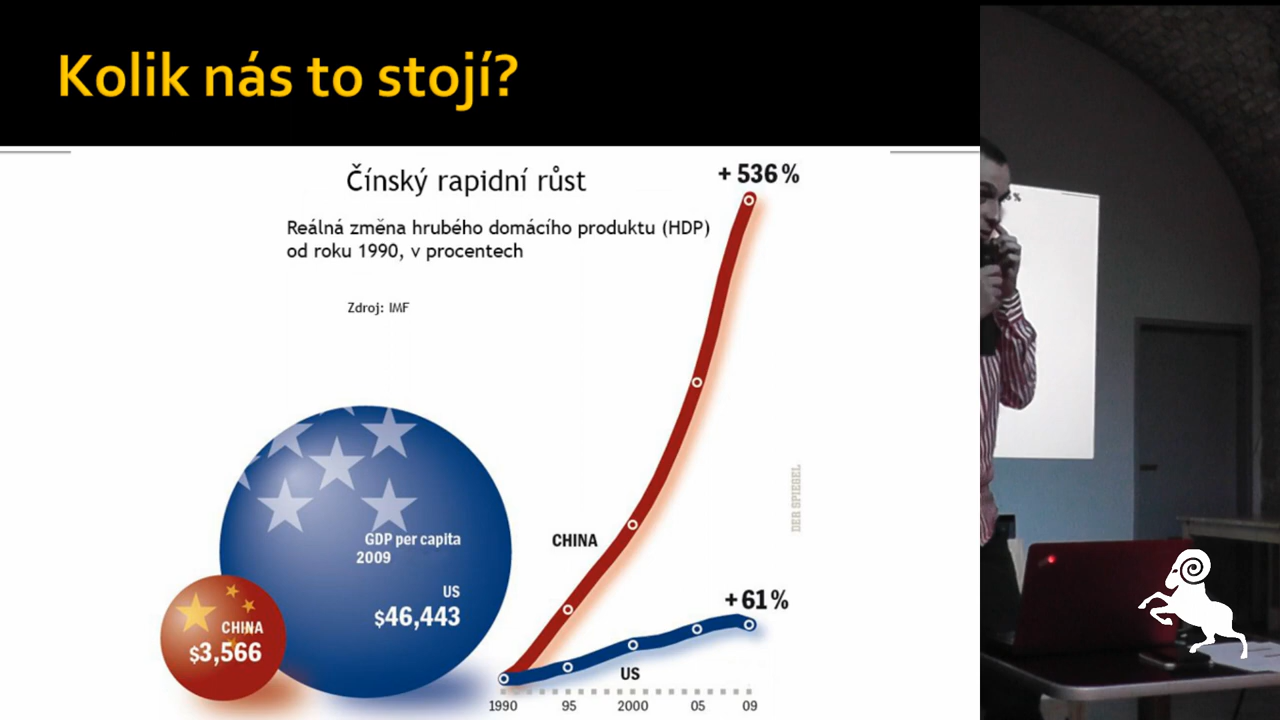 Kolik nás to stojí?
Čínský rapidní růst
Reálná změna hrubého domácího produktu (HDP)
od roku 1990, v procentech
Zdroj: IMF
+ 536 %
CHINA
DER SPIEGEL
GDP per capita
2009
US
$46,443
CHINA
$3,566
+ 61 %
US
1990 95 2000 05 09